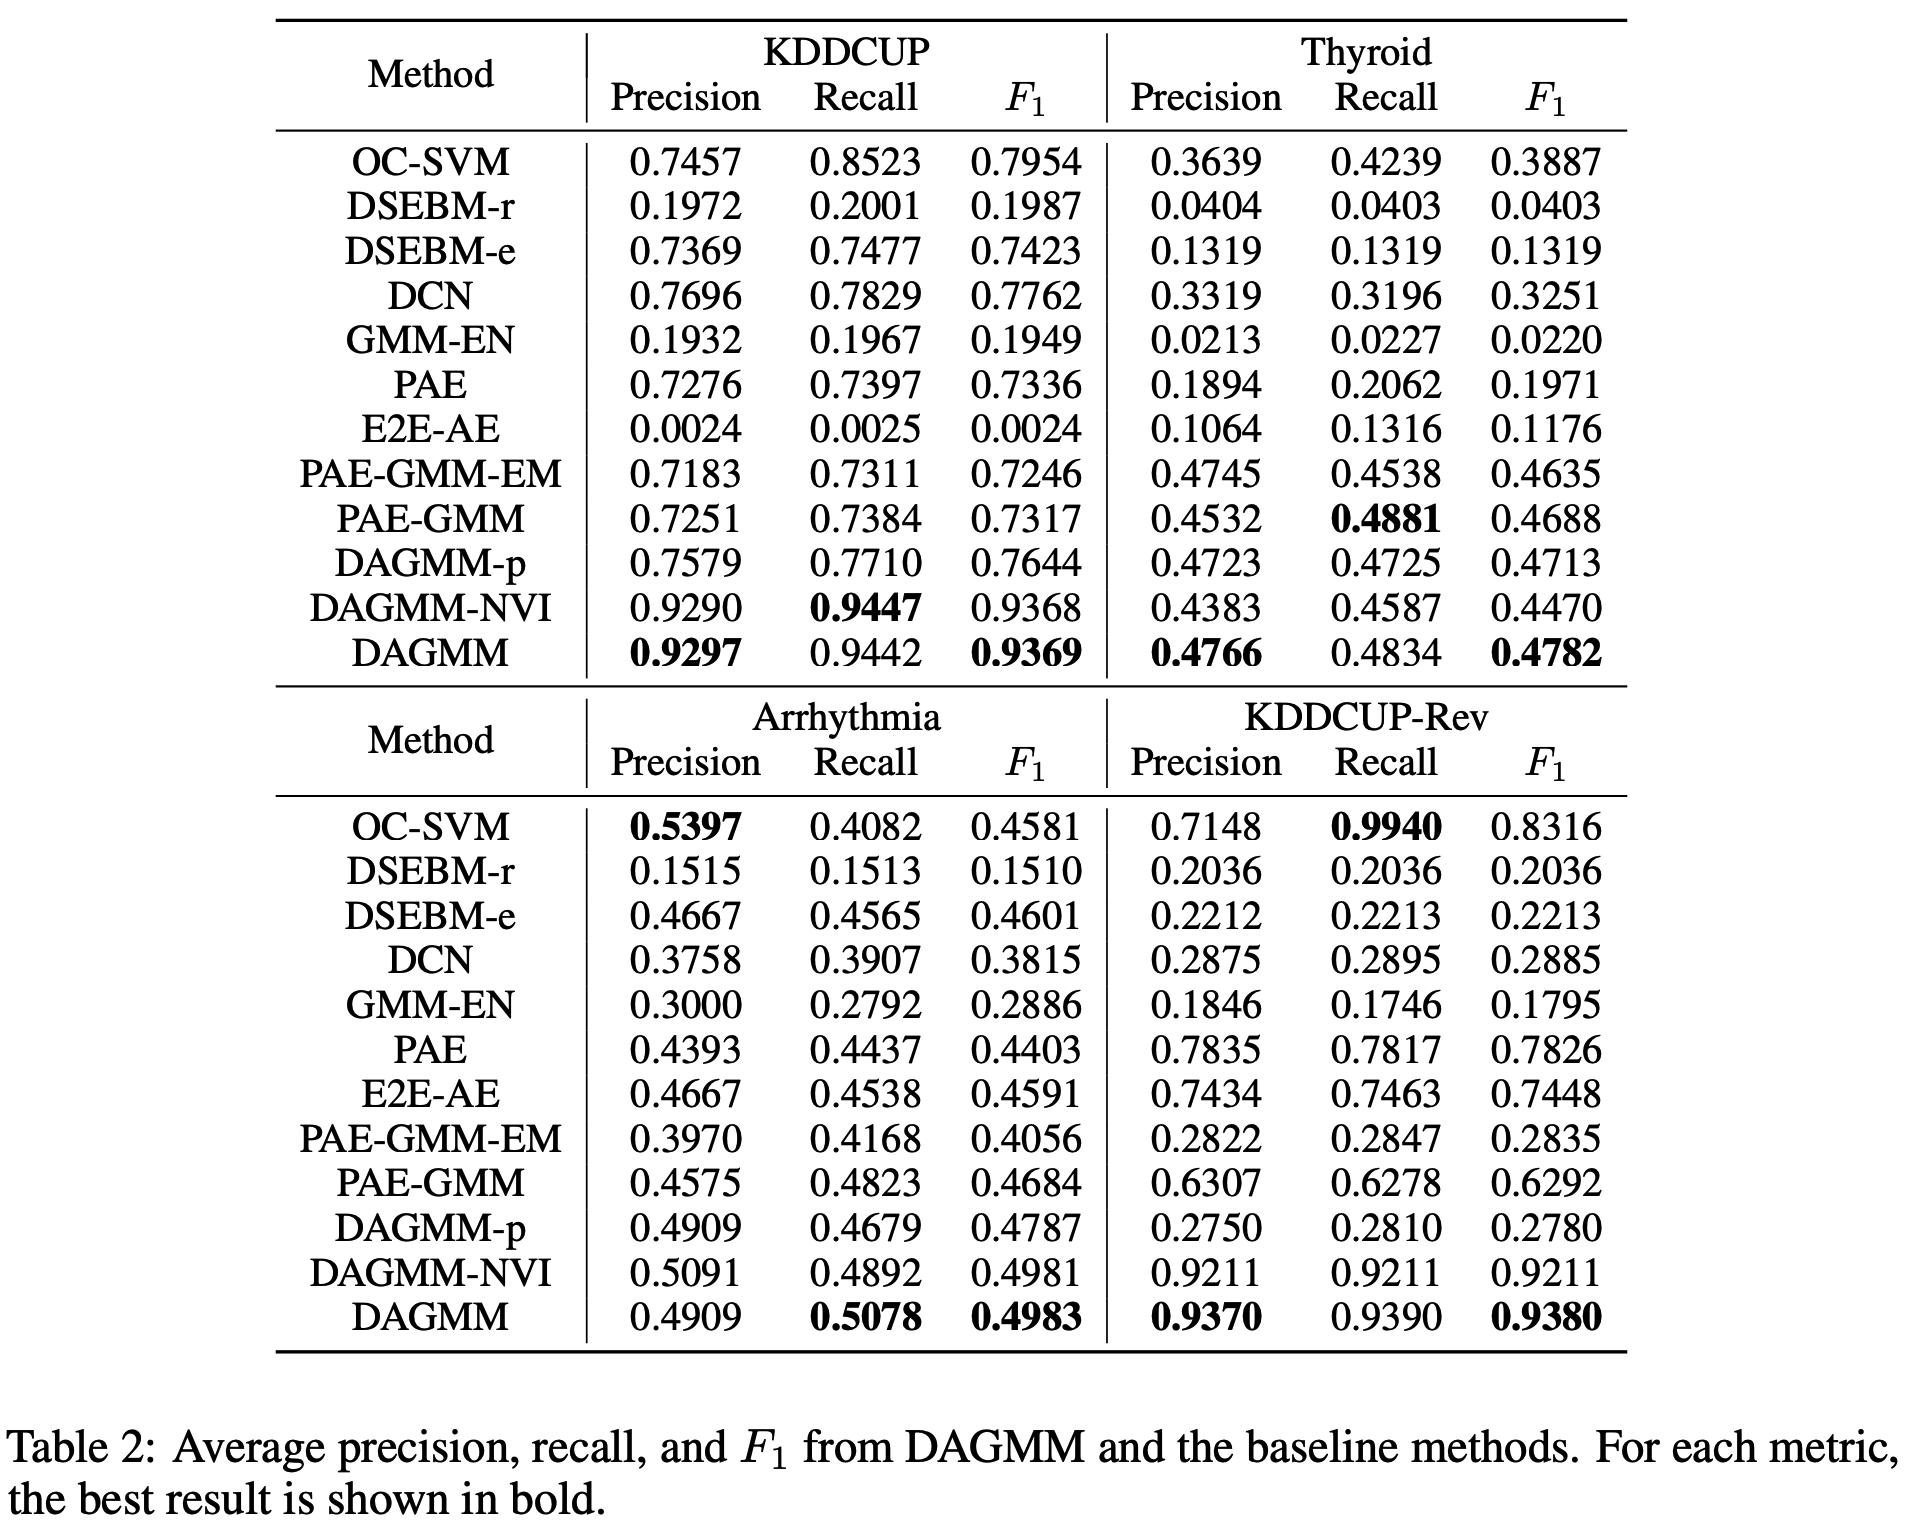 Method KDDCUP Thyroid
Precision Recall F1 Precision Recall F1
OC-SVM 0.7457 0.8523 0.7954 0.3639 0.4239 0.3887
DSEBM-r 0.1972 0.2001 0.1987 0.0404 0.0403 0.0403
DSEBM-e 0.7369 0.7477 0.7423 0.1319 0.1319 0.1319
DCN 0.7696 0.7829 0.7762 0.3319 0.3196 0.3251
GMM-EN 0.1932 0.1967 0.1949 0.0213 0.0227 0.0220
PAE 0.7276 0.7397 0.7336 0.1894 0.2062 0.1971
E2E-AE 0.0024 0.0025 0.0024 0.1064 0.1316 0.1176
PAE-GMM-EM 0.7183 0.7311 0.7246 0.4745 0.4538 0.4635
PAE-GMM 0.7251 0.7384 0.7317 0.4532 0.4881 0.4688
DAGMM-p 0.7579 0.7710 0.7644 0.4723 0.4725 0.4713
DAGMM-NVI 0.9290 0.9447 0.9368 0.4383 0.4587 0.4470
DAGMM 0.9297 0.9442 0.9369 0.4766 0.4834 0.4782
Method Arrhythmia KDDCUP-Rev
Precision Recall F1 Precision Recall F1
OC-SVM 0.5397 0.4082 0.4581 0.7148 0.9940 0.8316
DSEBM-r 0.1515 0.1513 0.1510 0.2036 0.2036 0.2036
DSEBM-e 0.4667 0.4565 0.4601 0.2212 0.2213 0.2213
DCN 0.3758 0.3907 0.3815 0.2875 0.2895 0.2885
GMM-EN 0.3000 0.2792 0.2886 0.1846 0.1746 0.1795
PAE 0.4393 0.4437 0.4403 0.7835 0.7817 0.7826
E2E-AE 0.4667 0.4538 0.4591 0.7434 0.7463 0.7448
PAE-GMM-EM 0.3970 0.4168 0.4056 0.2822 0.2847 0.2835
PAE-GMM 0.4575 0.4823 0.4684 0.6307 0.6278 0.6292
DAGMM-p 0.4909 0.4679 0.4787 0.2750 0.2810 0.2780
DAGMM-NVI 0.5091 0.4892 0.4981 0.9211 0.9211 0.9211
DAGMM 0.4909 0.5078 0.4983 0.9370 0.9390 0.9380
Table 2: Average precision, recall, and F1 from DAGMM and the baseline methods. For each metric,
the best result is shown in bold.